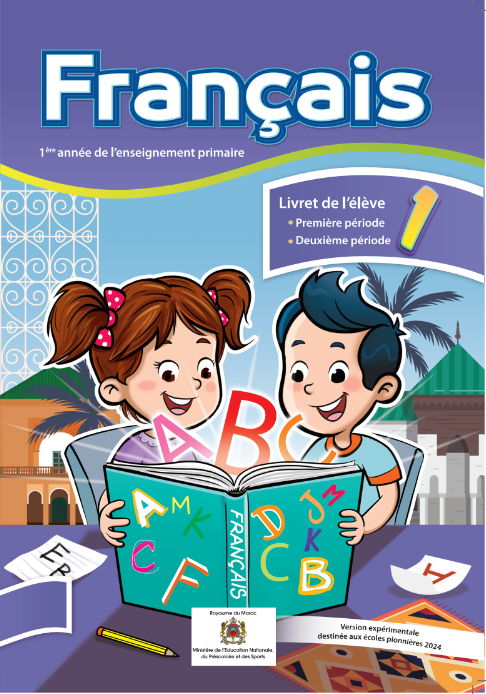 Français
1ère année de l'enseignement primaire
Livret de l'élève
1
• Première période
• Deuxième période
A B C
A M K
C F
FRANÇAIS
D J M
K
C B
E F
H
Royaume du Maroc
Ministère de l'Éducation Nationale,
du Préscolaire et des Sports
Version expérimentale
destinée aux écoles pionnières 2024